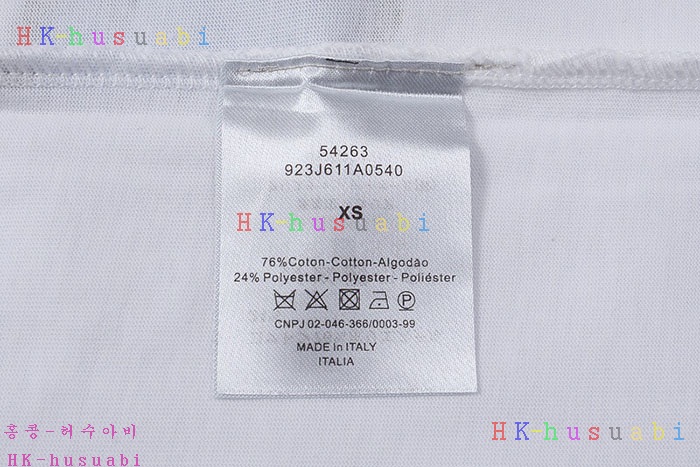 HK-husuabi
54263
923J611A0540
XS
HK-husuabi
76%Coton-Cotton-Algodão
24% Polyester - Polyester - Poliéster
CNPJ 02-046-366/0003-99
MADE in ITALY
ITALIA
홍콩-허수아비
HK-husuabi
HK-husuabi